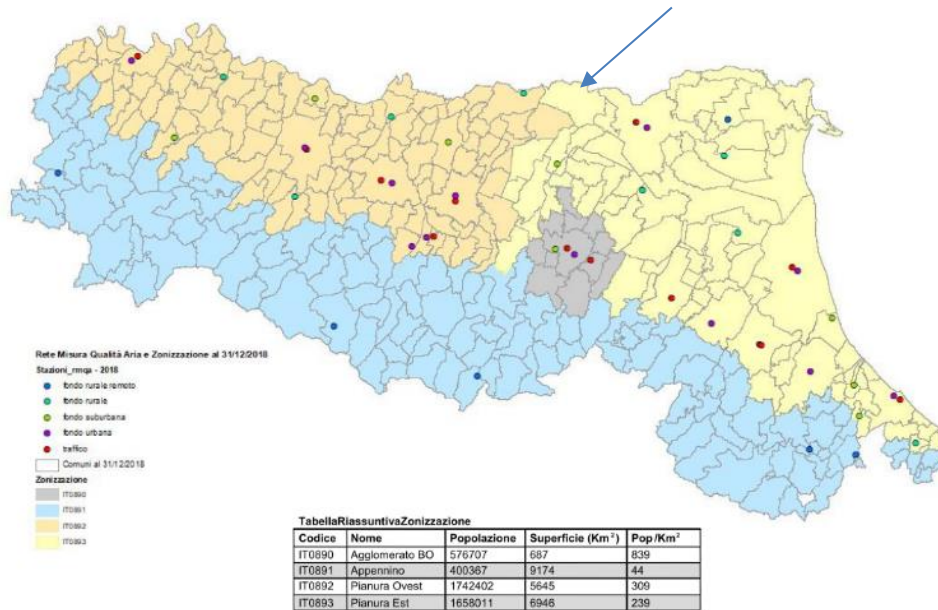 Rete Misura Qualità Aria e Zonizzazione al 31/12/2018
Stazioni_rmqa - 2018
fondo rurale remoto
fondo rurale
fondo suburbana
fondo urbana
traffico
Comuni al 31/12/2018
Zonizzazione
IT0890
IT0891
IT0892
IT0893
TabellaRiassuntivaZonizzazione
Codice Nome Popolazione Superficie (Km²) Pop/Km²
IT0890 Agglomerato BO 576707 687 839
IT0891 Appennino 400367 9174 44
IT0892 Pianura Ovest 1742402 5645 309
IT0893 Pianura Est 1658011 6946 239